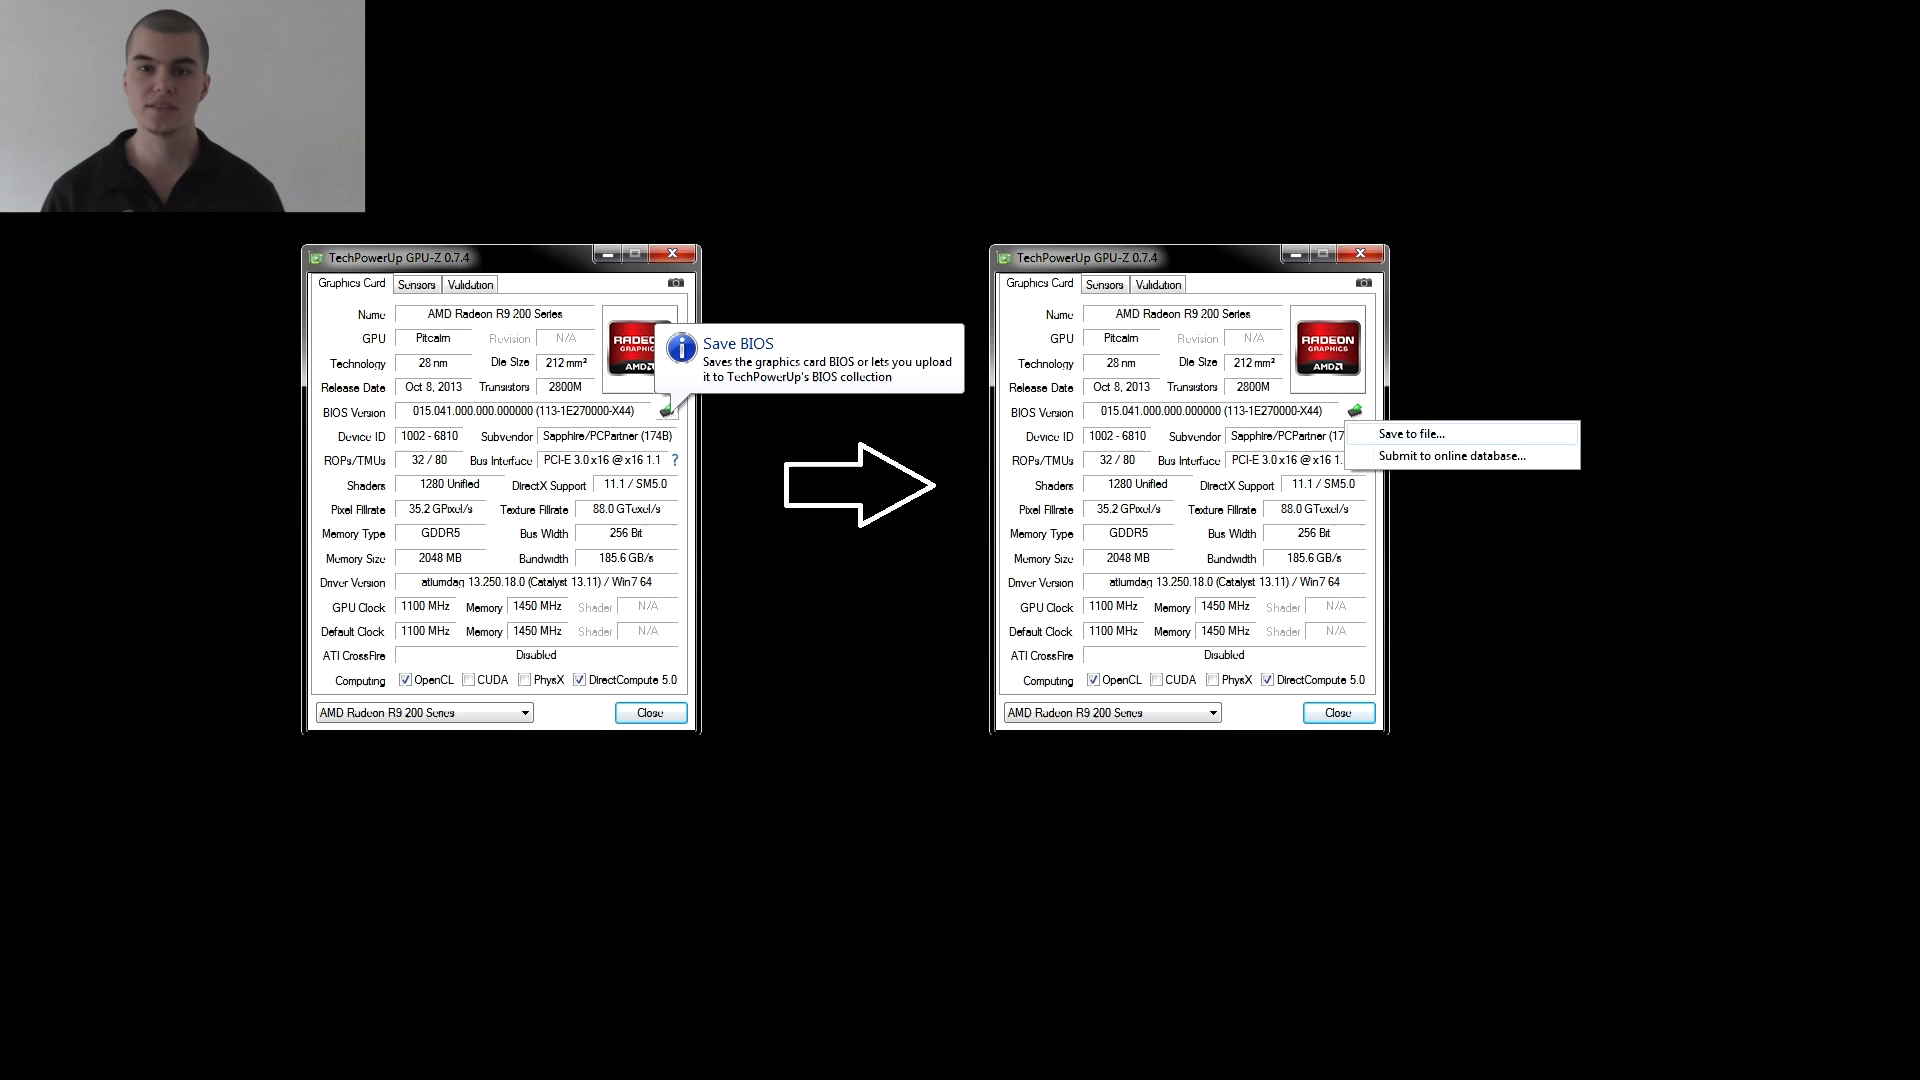 TechPowerUp GPU-Z 0.7.4
Graphics Card Sensors Validation
Name AMD Radeon R9 200 Series
GPU Pitcairn Revision N/A
Technology 28 nm Die Size 212 mm²
Release Date Oct 8, 2013 Transistors 2800M
BIOS Version 015.041.000.000.000000 (113-1E270000-X44)
Device ID 1002 - 6810 Subvendor Sapphire/PCPartner (174B)
ROPs/TMUs 32 / 80 Bus Interface PCI-E 3.0 x16 @ x16 1.1 ?
Shaders 1280 Unified DirectX Support 11.1 / SM5.0
Pixel Fillrate 35.2 GPixel/s Texture Fillrate 88.0 GTexel/s
Memory Type GDDR5 Bus Width 256 Bit
Memory Size 2048 MB Bandwidth 185.6 GB/s
Driver Version atiumdag 13.250.18.0 (Catalyst 13.11) / Win7 64
GPU Clock 1100 MHz Memory 1450 MHz Shader N/A
Default Clock 1100 MHz Memory 1450 MHz Shader N/A
ATI CrossFire Disabled
Computing OpenCL CUDA PhysX DirectCompute 5.0
AMD Radeon R9 200 Series Close
RADEON
GRAPHICS
AMD
Save BIOS
Saves the graphics card BIOS or lets you upload
it to TechPowerUp's BIOS collection
TechPowerUp GPU-Z 0.7.4
Graphics Card Sensors Validation
Name AMD Radeon R9 200 Series
GPU Pitcairn Revision N/A
Technology 28 nm Die Size 212 mm²
Release Date Oct 8, 2013 Transistors 2800M
BIOS Version 015.041.000.000.000000 (113-1E270000-X44)
Device ID 1002 - 6810 Subvendor Sapphire/PCPartner (17
ROPs/TMUs 32 / 80 Bus Interface PCI-E 3.0 x16 @ x16 1.
Shaders 1280 Unified DirectX Support 11.1 / SM5.0
Pixel Fillrate 35.2 GPixel/s Texture Fillrate 88.0 GTexel/s
Memory Type GDDR5 Bus Width 256 Bit
Memory Size 2048 MB Bandwidth 185.6 GB/s
Driver Version atiumdag 13.250.18.0 (Catalyst 13.11) / Win7 64
GPU Clock 1100 MHz Memory 1450 MHz Shader N/A
Default Clock 1100 MHz Memory 1450 MHz Shader N/A
ATI CrossFire Disabled
Computing OpenCL CUDA PhysX DirectCompute 5.0
AMD Radeon R9 200 Series Close
RADEON
GRAPHICS
AMD
Save to file...
Submit to online database...